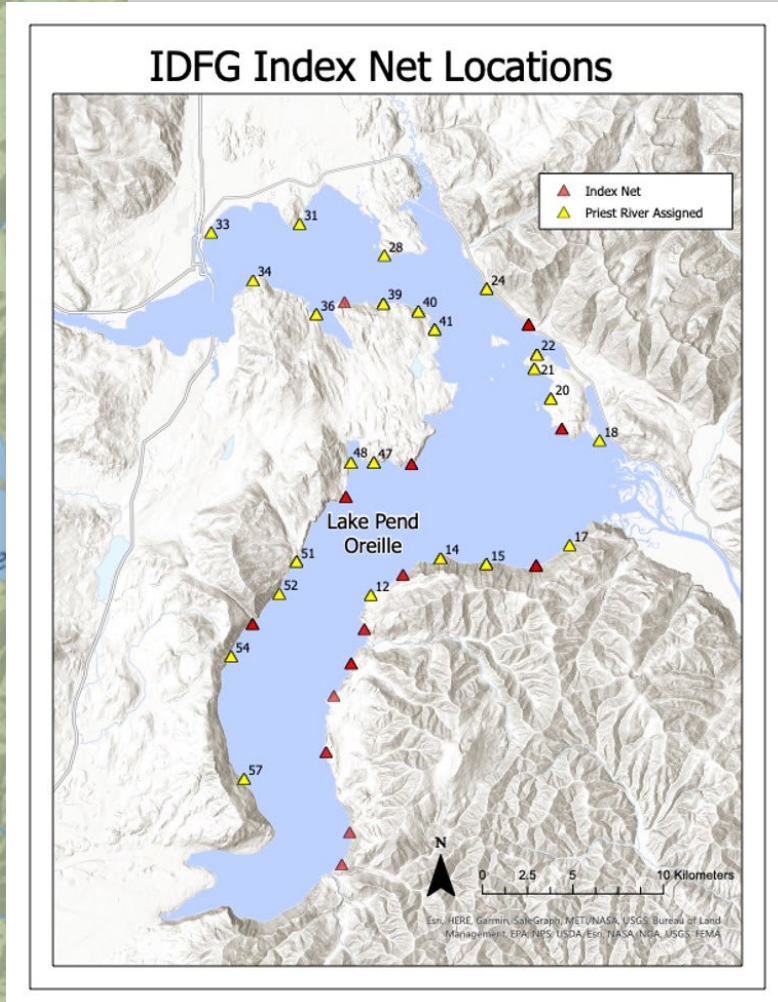 IDFG Index Net Locations
Index Net
Priest River Assigned
31
33
28
34
24
39
36
40
41
22
21
20
18
48
47
Lake Pend
Oreille
17
14
15
51
52
12
54
57
N
0 2.5 5 10 Kilometers
Esri, HERE, Garmin, SafeGraph, METI/NASA, USGS, Bureau of Land
Management, EPA, NPS, USDA, Esri, NASA, NGA, USGS, FEMA